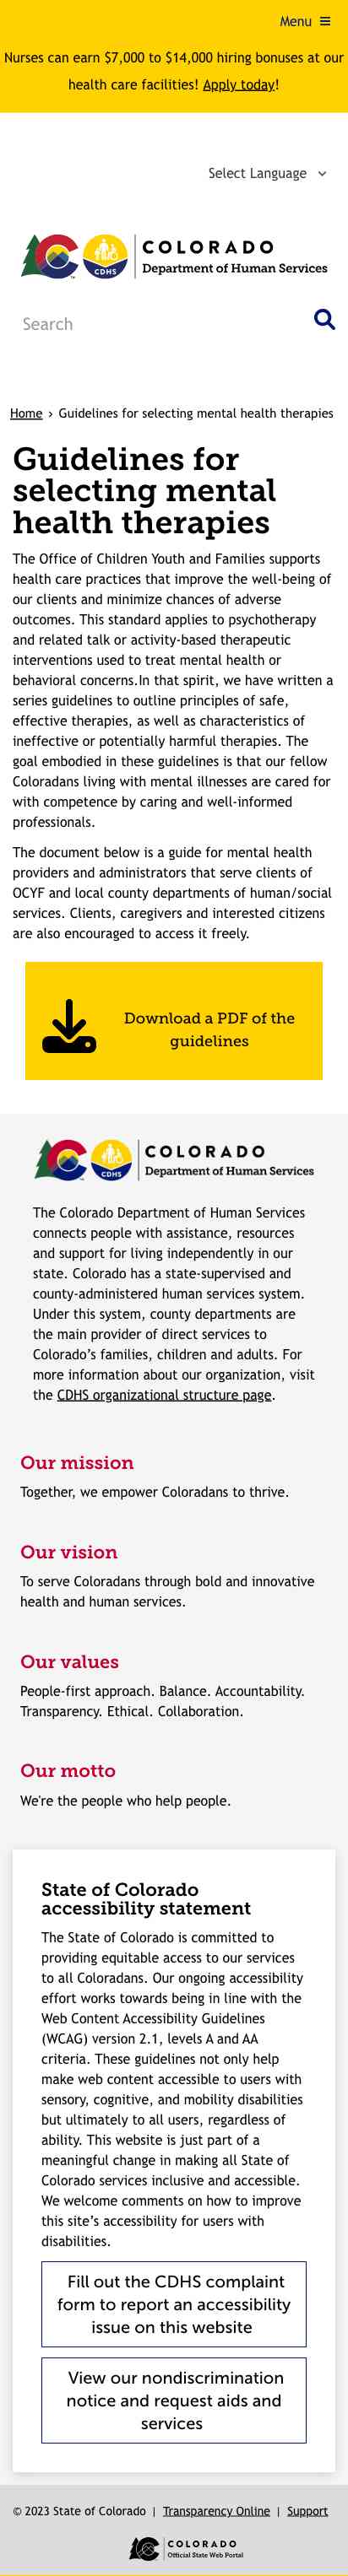 Menu
Nurses can earn $7,000 to $14,000 hiring bonuses at our
health care facilities! Apply today!
Select Language
CDHS
COLORADO
Department of Human Services
Search
Home › Guidelines for selecting mental health therapies
Guidelines for
selecting mental
health therapies
The Office of Children Youth and Families supports
health care practices that improve the well-being of
our clients and minimize chances of adverse
outcomes. This standard applies to psychotherapy
and related talk or activity-based therapeutic
interventions used to treat mental health or
behavioral concerns.In that spirit, we have written a
series guidelines to outline principles of safe,
effective therapies, as well as characteristics of
ineffective or potentially harmful therapies. The
goal embodied in these guidelines is that our fellow
Coloradans living with mental illnesses are cared for
with competence by caring and well-informed
professionals.
The document below is a guide for mental health
providers and administrators that serve clients of
OCYF and local county departments of human/social
services. Clients, caregivers and interested citizens
are also encouraged to access it freely.
Download a PDF of the
guidelines
CDHS
COLORADO
Department of Human Services
The Colorado Department of Human Services
connects people with assistance, resources
and support for living independently in our
state. Colorado has a state-supervised and
county-administered human services system.
Under this system, county departments are
the main provider of direct services to
Colorado’s families, children and adults. For
more information about our organization, visit
the CDHS organizational structure page.
Our mission
Together, we empower Coloradans to thrive.
Our vision
To serve Coloradans through bold and innovative
health and human services.
Our values
People-first approach. Balance. Accountability.
Transparency. Ethical. Collaboration.
Our motto
We're the people who help people.
State of Colorado
accessibility statement
The State of Colorado is committed to
providing equitable access to our services
to all Coloradans. Our ongoing accessibility
effort works towards being in line with the
Web Content Accessibility Guidelines
(WCAG) version 2.1, levels A and AA
criteria. These guidelines not only help
make web content accessible to users with
sensory, cognitive, and mobility disabilities
but ultimately to all users, regardless of
ability. This website is just part of a
meaningful change in making all State of
Colorado services inclusive and accessible.
We welcome comments on how to improve
this site’s accessibility for users with
disabilities.
Fill out the CDHS complaint
form to report an accessibility
issue on this website
View our nondiscrimination
notice and request aids and
services
© 2023 State of Colorado | Transparency Online | Support
COLORADO
Official State Web Portal